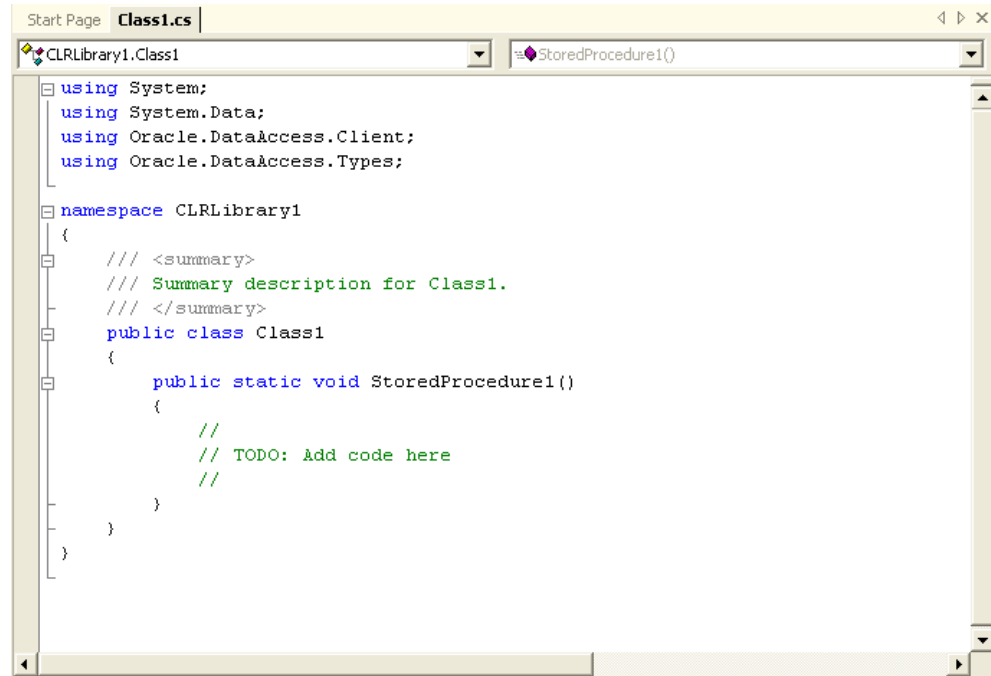 Start Page Class1.cs
CLRLibrary1.Class1 StoredProcedure1()
using System;
using System.Data;
using Oracle.DataAccess.Client;
using Oracle.DataAccess.Types;
namespace CLRLibrary1
{
/// <summary>
/// Summary description for Class1.
/// </summary>
public class Class1
{
public static void StoredProcedure1()
{
//
// TODO: Add code here
//
}
}
}